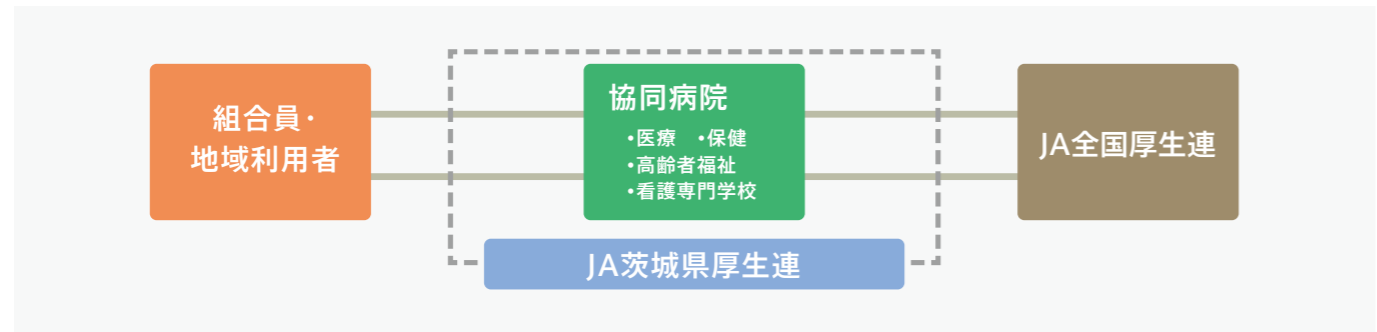 組合員・
地域利用者
協同病院
・医療　・保健
・高齢者福祉
・看護専門学校
JA全国厚生連
JA茨城県厚生連